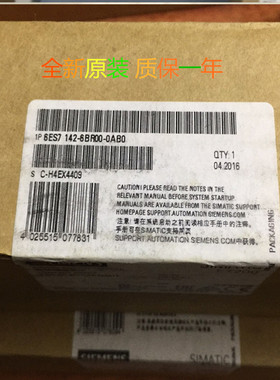 全新原装 质保一年
1P 6ES7 142-6BR00-0AB0
S C-H4EX4409
QTY: 1
04.2016
CAUTION! PLEASE READ THE NOTES IN THE
RELEVANT MANUAL BEFORE SYSTEM STARTUP.
MANUALS ARE AVAILABLE FROM THE SIMATIC SUPPORT
HOMEPAGE SUPPORT.AUTOMATION.SIEMENS.COM
注意! 请在系统启动之前阅读相应手册中的注释。
手册在SIMATIC支持网页
SUPPORT.AUTOMATION.SIEMENS.COM中获得。
4 025515 077831
PACKAGING
SIEMENS
SIMATIC